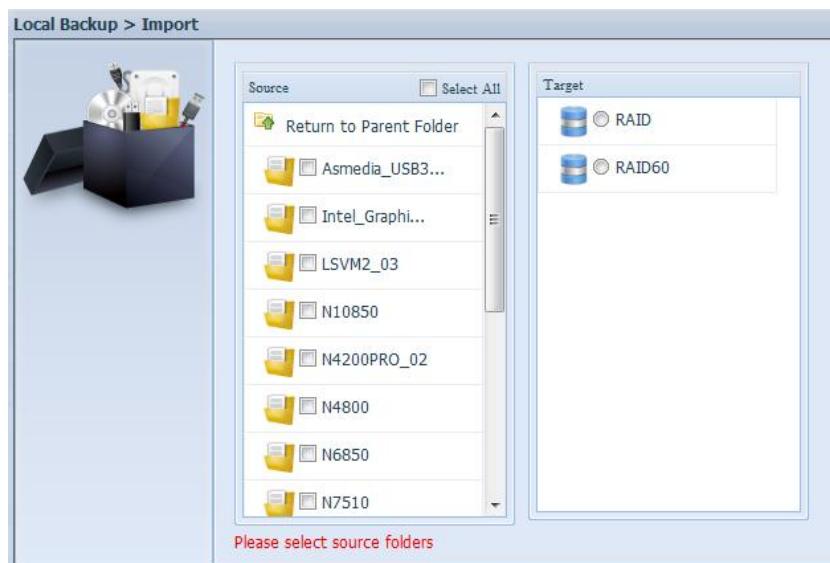 Local Backup > Import
Source
Select All
Return to Parent Folder
Asmedia_USB3...
Intel_Graphi...
LSVM2_03
N10850
N4200PRO_02
N4800
N6850
N7510
Target
RAID
RAID60
Please select source folders